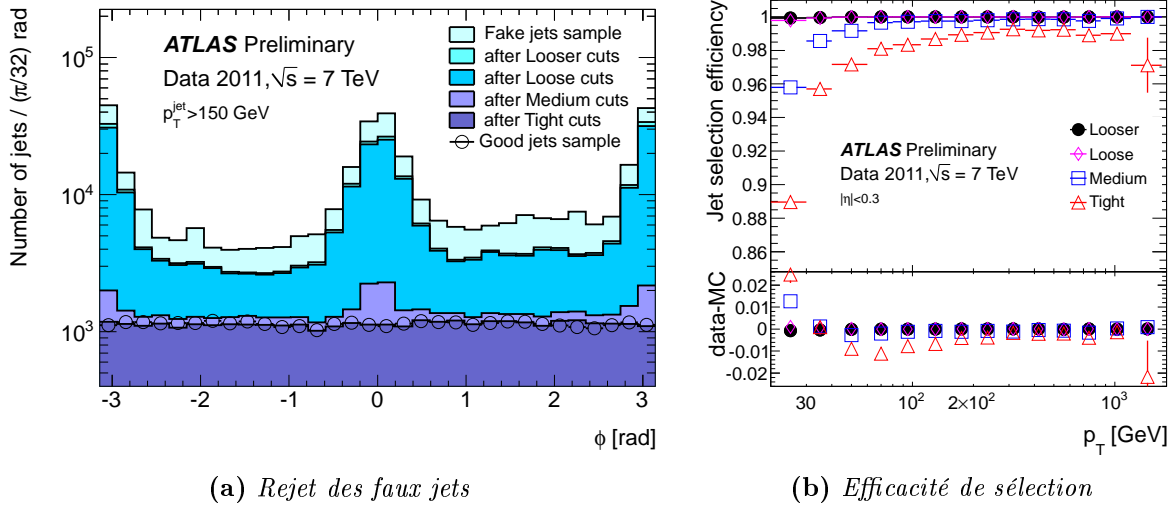 Number of jets / (π/32) rad
10^5
10^4
10^3
ATLAS Preliminary
Data 2011,√s = 7 TeV
p_T^jet>150 GeV
Fake jets sample
after Looser cuts
after Loose cuts
after Medium cuts
after Tight cuts
Good jets sample
-3 -2 -1 0 1 2 3
ϕ [rad]
(a) Rejet des faux jets
Jet selection efficiency
1
0.98
0.96
0.94
0.92
0.9
0.88
0.86
ATLAS Preliminary
Data 2011,√s = 7 TeV
|η|<0.3
Looser
Loose
Medium
Tight
data-MC
0.02
0.01
0
-0.01
-0.02
30 10^2 2×10^2 10^3
p_T [GeV]
(b) Efficacité de sélection